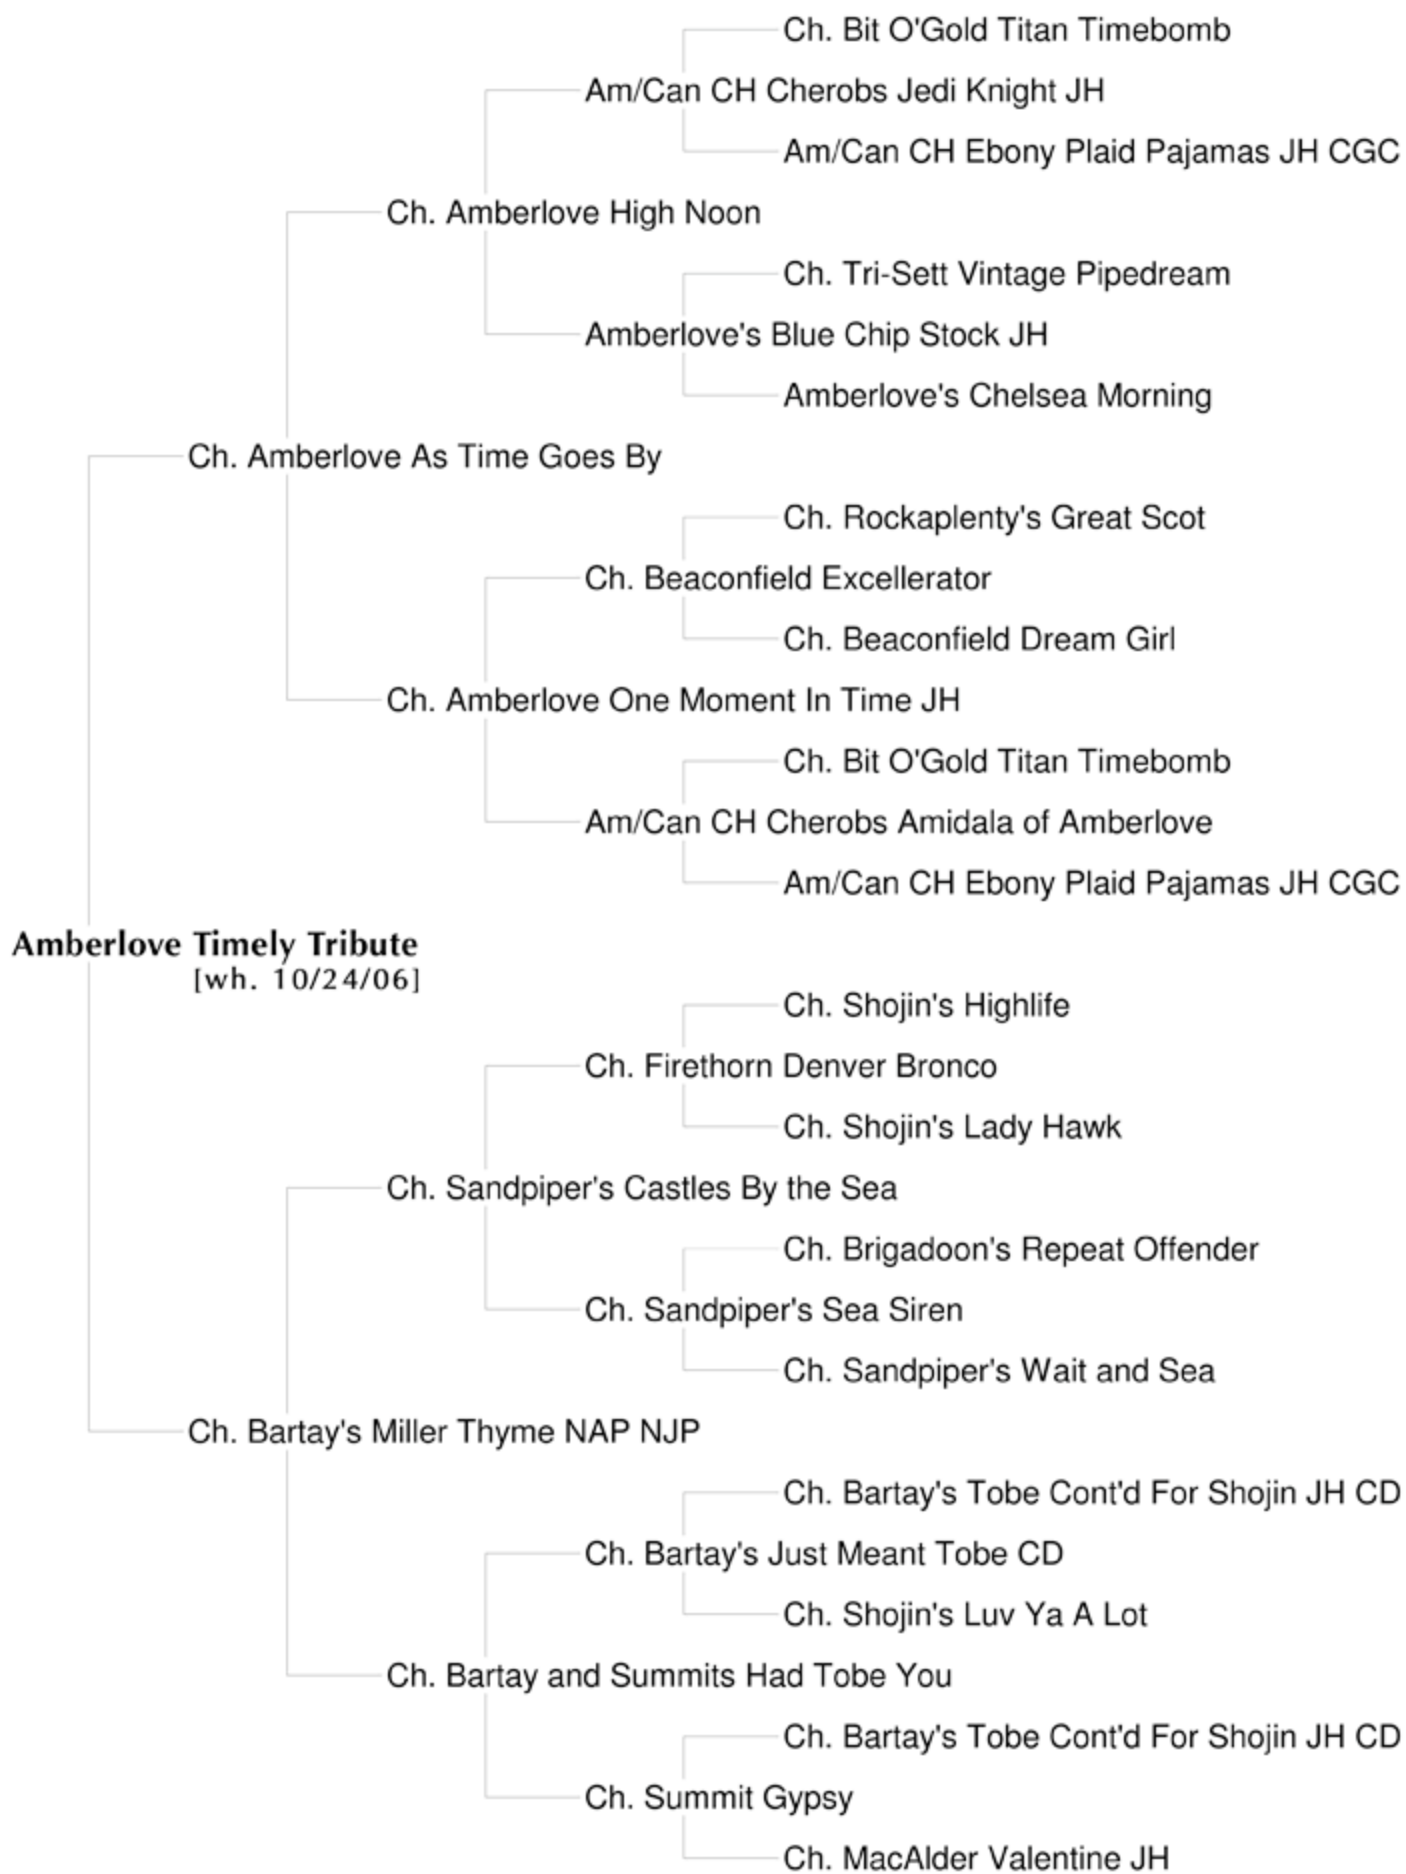 Ch. Bit O'Gold Titan Timebomb
Am/Can CH Cherobs Jedi Knight JH
Am/Can CH Ebony Plaid Pajamas JH CGC
Ch. Amberlove High Noon
Ch. Tri-Sett Vintage Pipedream
Amberlove's Blue Chip Stock JH
Amberlove's Chelsea Morning
Ch. Amberlove As Time Goes By
Ch. Rockaplenty's Great Scot
Ch. Beaconfield Excellerator
Ch. Beaconfield Dream Girl
Ch. Amberlove One Moment In Time JH
Ch. Bit O'Gold Titan Timebomb
Am/Can CH Cherobs Amidala of Amberlove
Am/Can CH Ebony Plaid Pajamas JH CGC
Amberlove Timely Tribute
[wh. 10/24/06]
Ch. Shojin's Highlife
Ch. Firethorn Denver Bronco
Ch. Shojin's Lady Hawk
Ch. Sandpiper's Castles By the Sea
Ch. Brigadoon's Repeat Offender
Ch. Sandpiper's Sea Siren
Ch. Sandpiper's Wait and Sea
Ch. Bartay's Miller Thyme NAP NJP
Ch. Bartay's Tobe Cont'd For Shojin JH CD
Ch. Bartay's Just Meant Tobe CD
Ch. Shojin's Luv Ya A Lot
Ch. Bartay and Summits Had Tobe You
Ch. Bartay's Tobe Cont'd For Shojin JH CD
Ch. Summit Gypsy
Ch. MacAlder Valentine JH